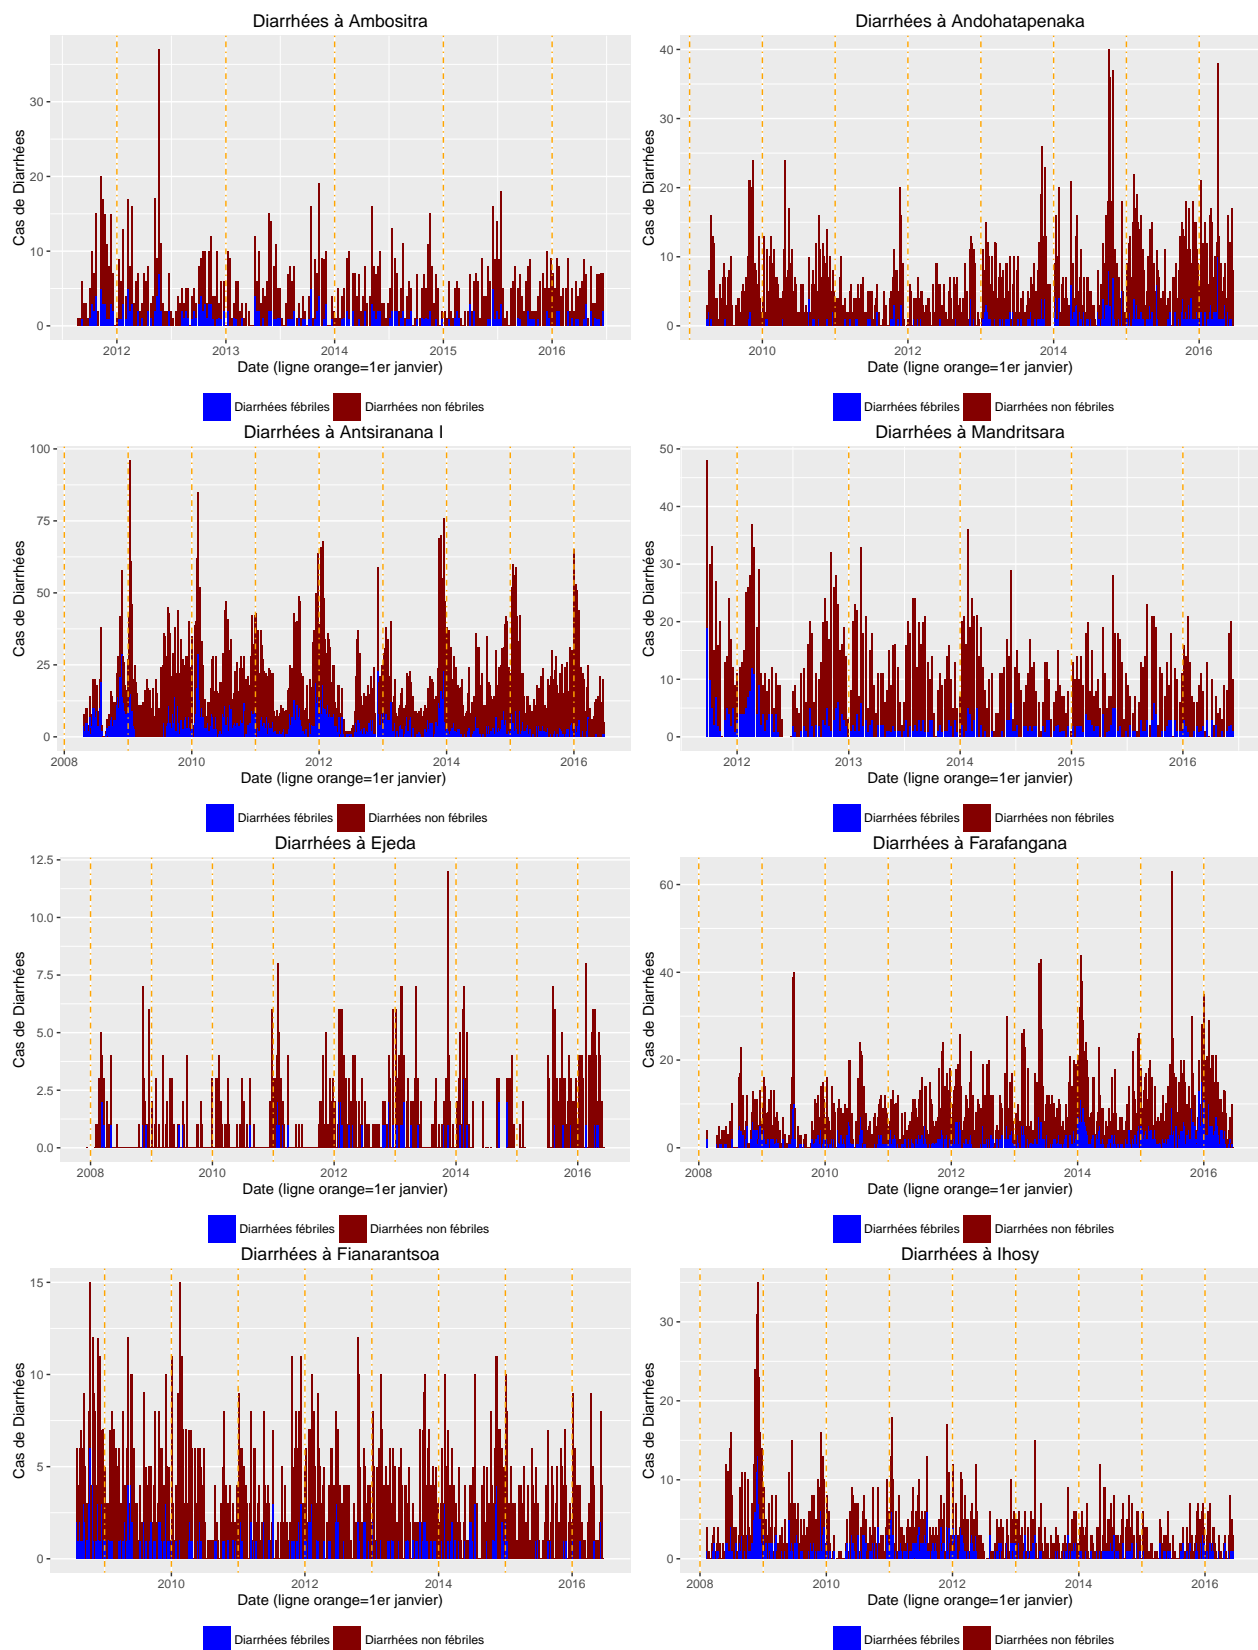 Diarrhées à Ambositra
Cas de Diarrhées
30
20
10
0
2012 2013 2014 2015 2016
Date (ligne orange=1er janvier)
Diarrhées fébriles Diarrhées non fébriles
Diarrhées à Andohatapenaka
Cas de Diarrhées
40
30
20
10
0
2010 2012 2014 2016
Date (ligne orange=1er janvier)
Diarrhées fébriles Diarrhées non fébriles
Diarrhées à Antsiranana I
Cas de Diarrhées
100
75
50
25
0
2008 2010 2012 2014 2016
Date (ligne orange=1er janvier)
Diarrhées fébriles Diarrhées non fébriles
Diarrhées à Mandritsara
Cas de Diarrhées
50
40
30
20
10
0
2012 2013 2014 2015 2016
Date (ligne orange=1er janvier)
Diarrhées fébriles Diarrhées non fébriles
Diarrhées à Ejeda
Cas de Diarrhées
12.5
10.0
7.5
5.0
2.5
0.0
2008 2010 2012 2014 2016
Date (ligne orange=1er janvier)
Diarrhées fébriles Diarrhées non fébriles
Diarrhées à Farafangana
Cas de Diarrhées
60
40
20
0
2008 2010 2012 2014 2016
Date (ligne orange=1er janvier)
Diarrhées fébriles Diarrhées non fébriles
Diarrhées à Fianarantsoa
Cas de Diarrhées
15
10
5
0
2010 2012 2014 2016
Date (ligne orange=1er janvier)
Diarrhées fébriles Diarrhées non fébriles
Diarrhées à Ihosy
Cas de Diarrhées
30
20
10
0
2008 2010 2012 2014 2016
Date (ligne orange=1er janvier)
Diarrhées fébriles Diarrhées non fébriles